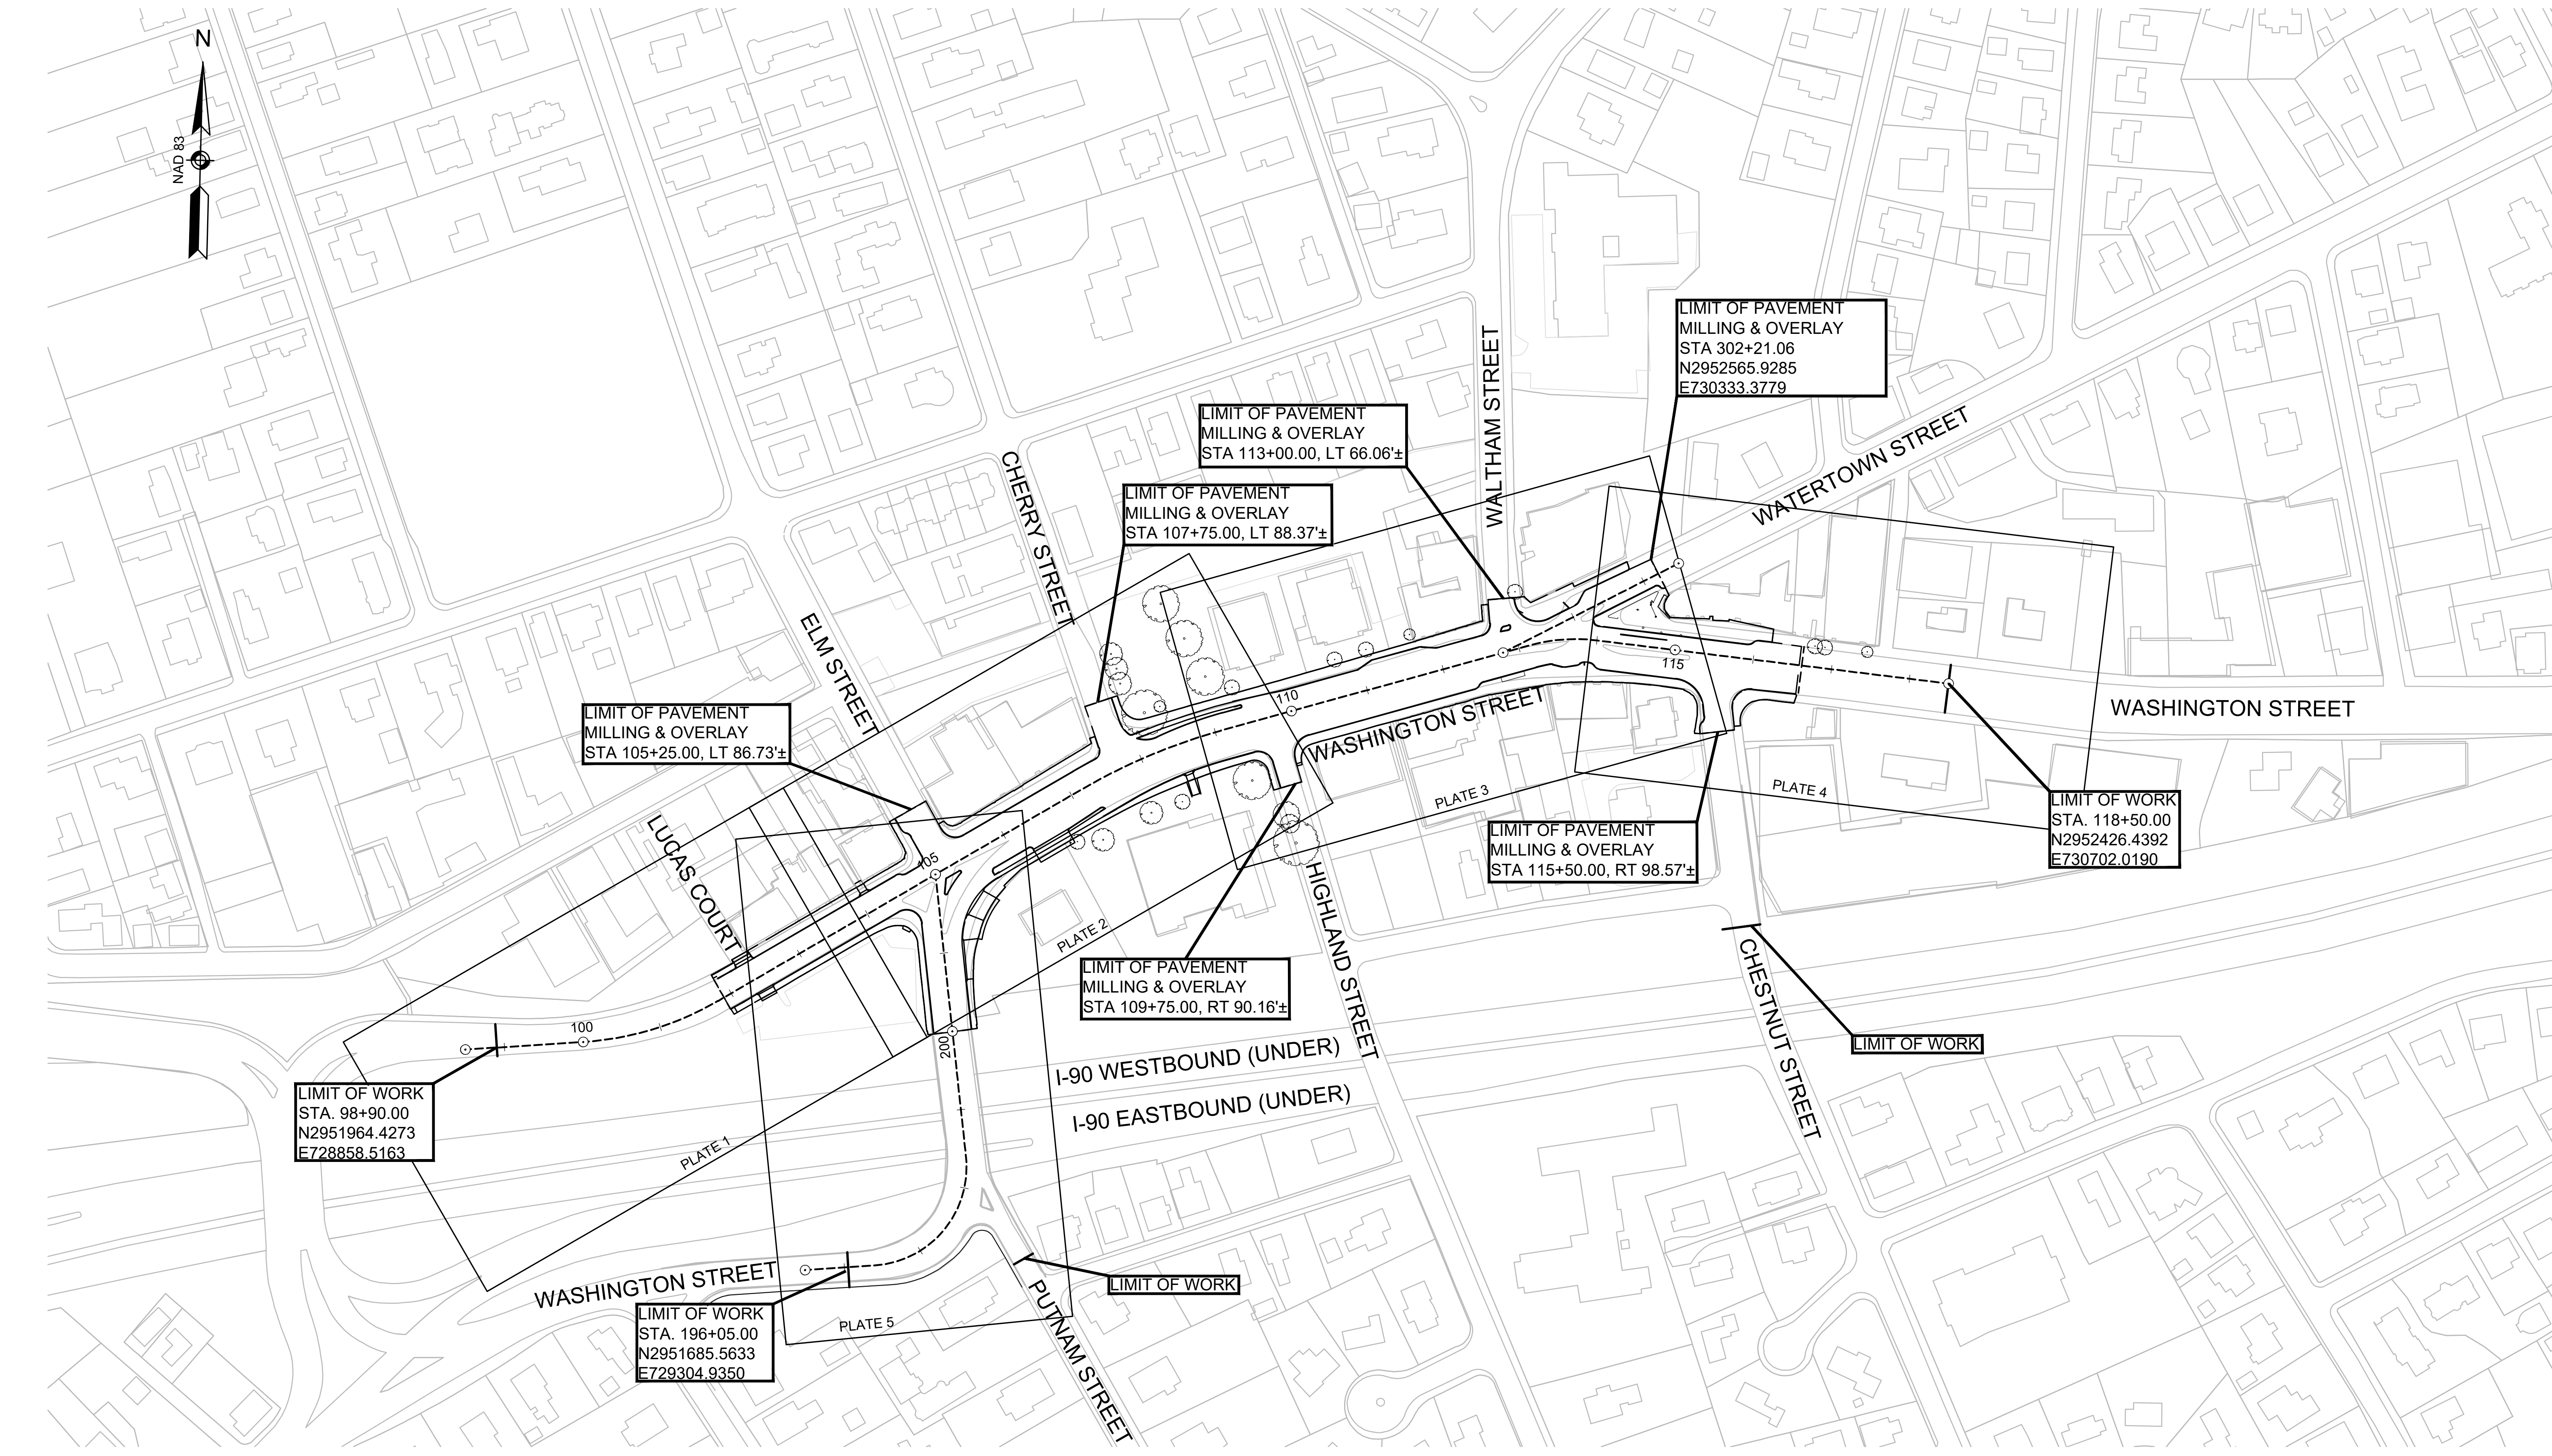 N
NAD 83
LIMIT OF PAVEMENT
MILLING & OVERLAY
STA 302+21.06
N2952565.9285
E730333.3779
LIMIT OF PAVEMENT
MILLING & OVERLAY
STA 113+00.00, LT 66.06'±
WALTHAM STREET
WATERTOWN STREET
LIMIT OF PAVEMENT
MILLING & OVERLAY
STA 107+75.00, LT 88.37'±
CHERRY STREET
ELM STREET
LIMIT OF PAVEMENT
MILLING & OVERLAY
STA 105+25.00, LT 86.73'±
LUCAS COURT
105
110
115
WASHINGTON STREET
WASHINGTON STREET
PLATE 3
PLATE 4
LIMIT OF WORK
STA. 118+50.00
N2952426.4392
E730702.0190
LIMIT OF PAVEMENT
MILLING & OVERLAY
STA 115+50.00, RT 98.57'±
PLATE 2
HIGHLAND STREET
LIMIT OF PAVEMENT
MILLING & OVERLAY
STA 109+75.00, RT 90.16'±
CHESTNUT STREET
LIMIT OF WORK
100
200
I-90 WESTBOUND (UNDER)
I-90 EASTBOUND (UNDER)
LIMIT OF WORK
STA. 98+90.00
N2951964.4273
E728858.5163
PLATE 1
WASHINGTON STREET
LIMIT OF WORK
LIMIT OF WORK
STA. 196+05.00
N2951685.5633
E729304.9350
PLATE 5
PUTNAM STREET